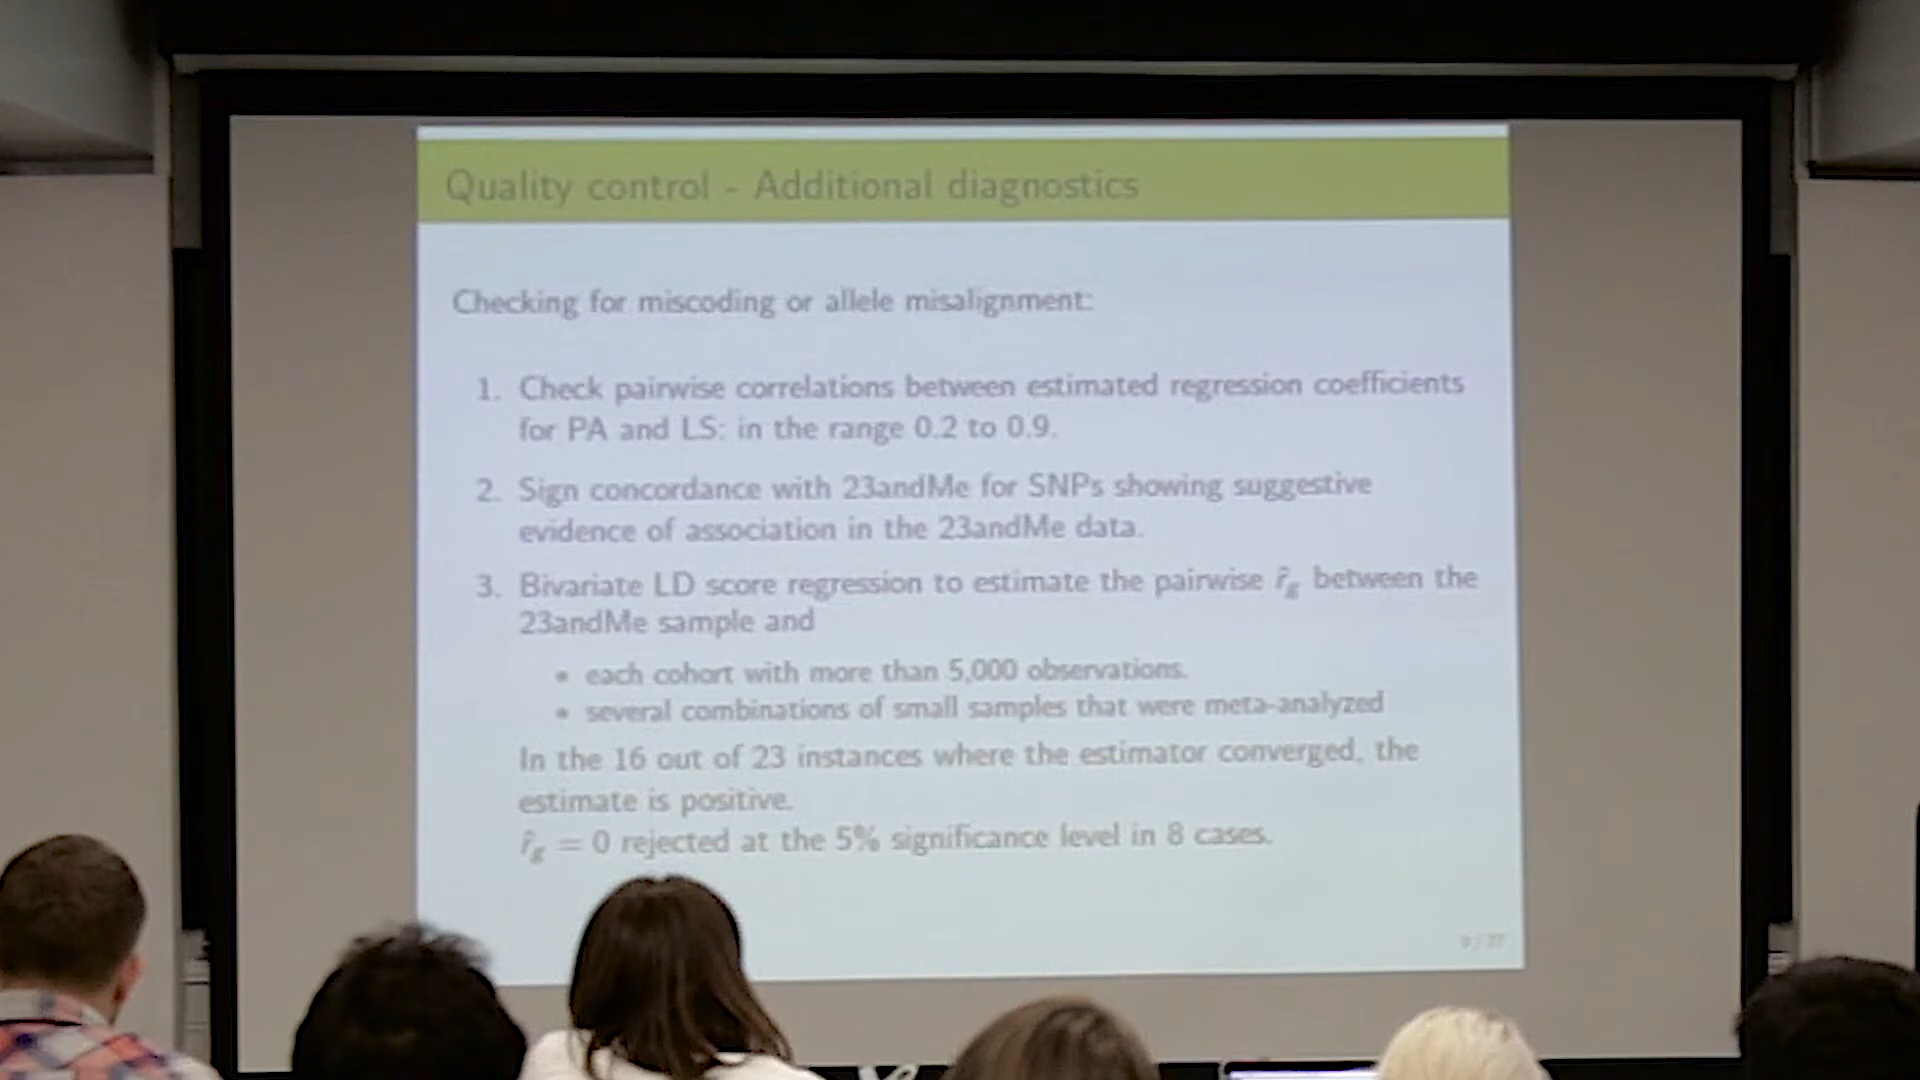 Quality control - Additional diagnostics
Checking for miscoding or allele misalignment:
1. Check pairwise correlations between estimated regression coefficients
for PA and LS: in the range 0.2 to 0.9.
2. Sign concordance with 23andMe for SNPs showing suggestive
evidence of association in the 23andMe data.
3. Bivariate LD score regression to estimate the pairwise r̂g between the
23andMe sample and
• each cohort with more than 5,000 observations.
• several combinations of small samples that were meta-analyzed
In the 16 out of 23 instances where the estimator converged, the
estimate is positive.
r̂g = 0 rejected at the 5% significance level in 8 cases.
9 / 27